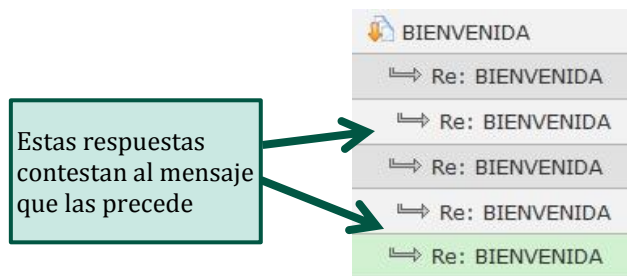 BIENVENIDA
Re: BIENVENIDA
Re: BIENVENIDA
Re: BIENVENIDA
Re: BIENVENIDA
Re: BIENVENIDA
Estas respuestas
contestan al mensaje
que las precede